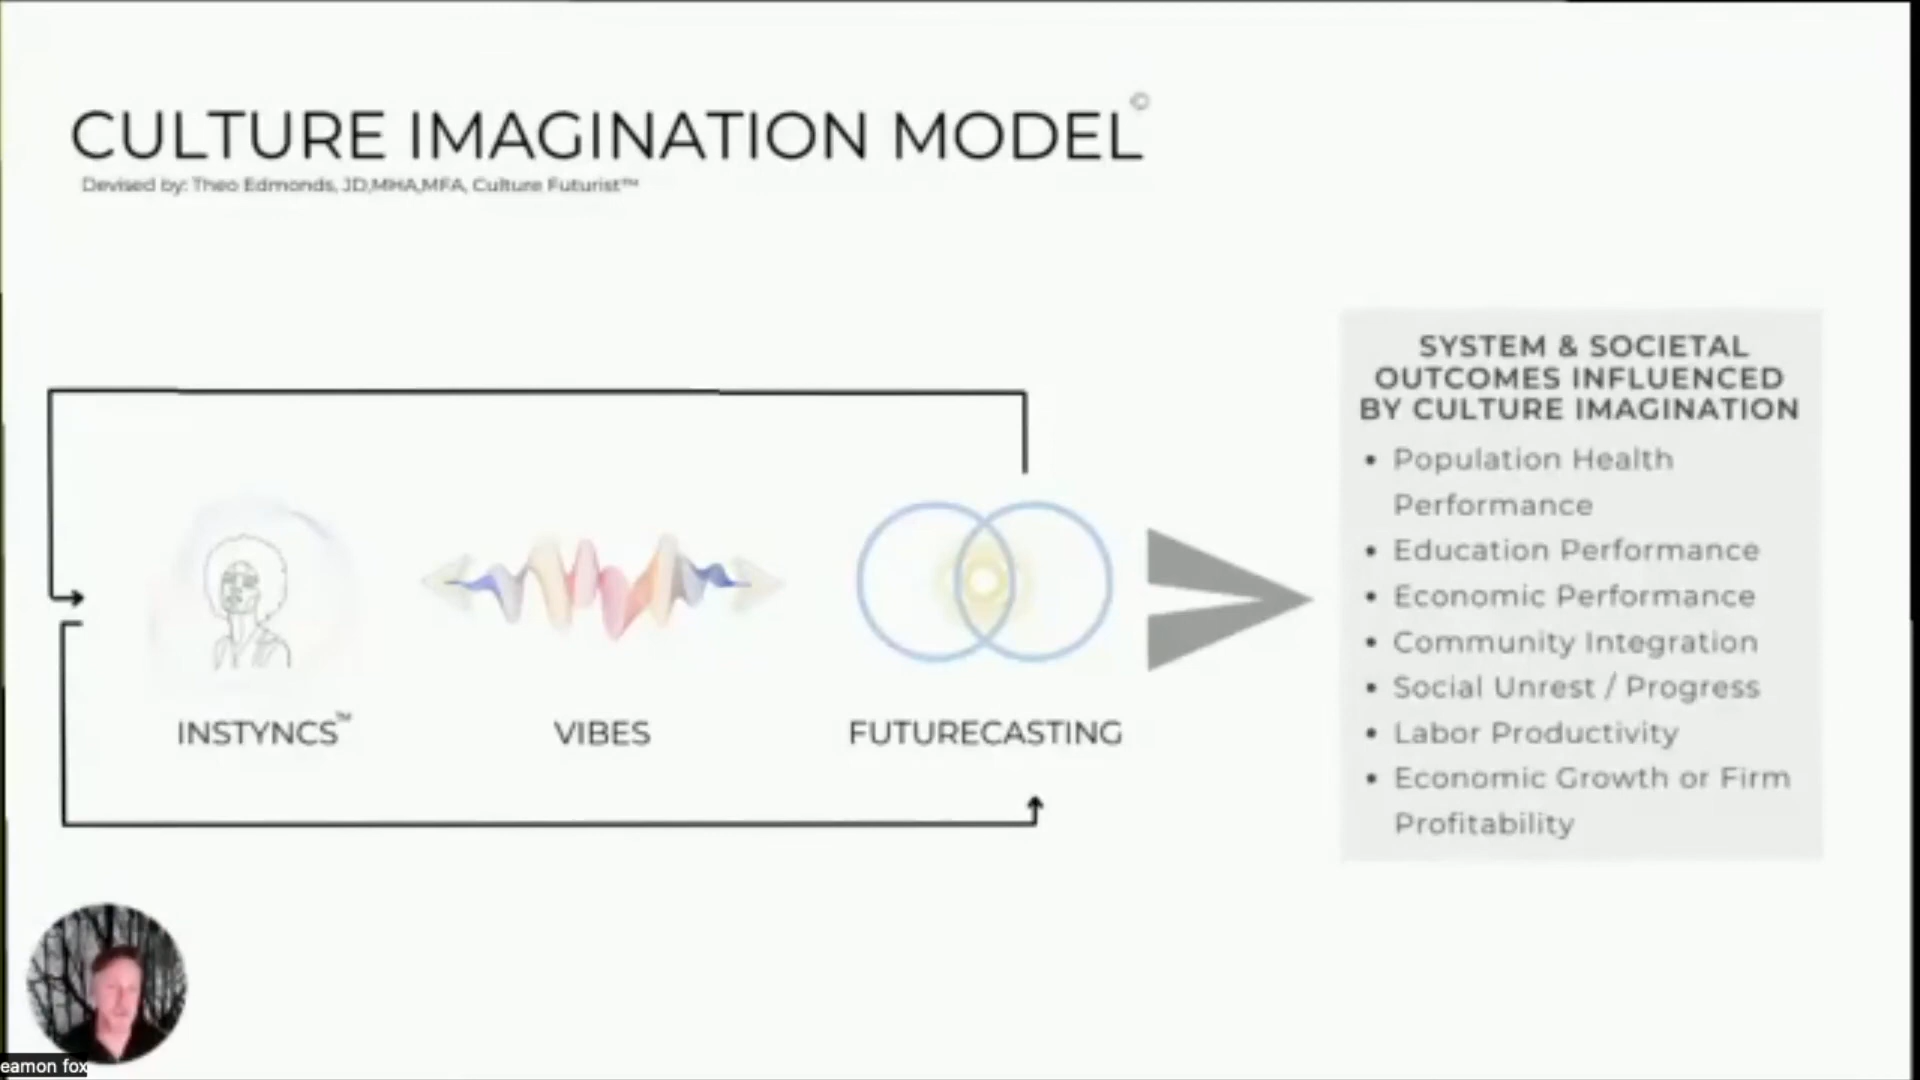 CULTURE IMAGINATION MODEL©
Devised by: Theo Edmonds, JD,MHA,MFA, Culture Futurist™
SYSTEM & SOCIETAL
OUTCOMES INFLUENCED
BY CULTURE IMAGINATION
• Population Health
Performance
• Education Performance
• Economic Performance
• Community Integration
• Social Unrest / Progress
• Labor Productivity
• Economic Growth or Firm
Profitability
INSTYNCS™
VIBES
FUTURECASTING
eamon fox